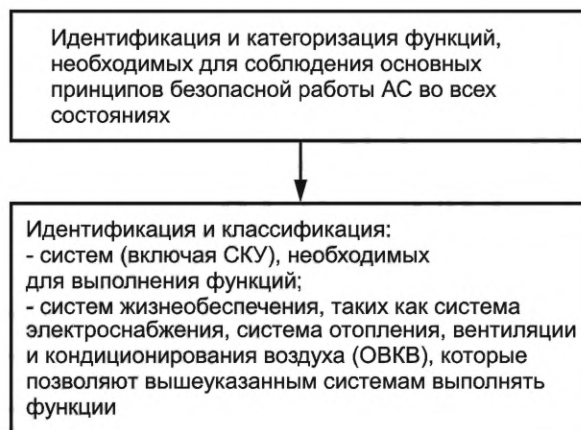 Идентификация и категоризация функций,
необходимых для соблюдения основных
принципов безопасной работы АС во всех
состояниях
Идентификация и классификация:
- систем (включая СКУ), необходимых
для выполнения функций;
- систем жизнеобеспечения, таких как система
электроснабжения, система отопления, вентиляции
и кондиционирования воздуха (ОВКВ), которые
позволяют вышеуказанным системам выполнять
функции